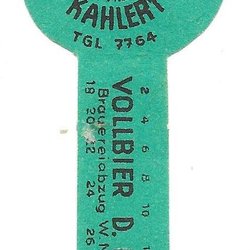 KAHLERT
TGL 7764
2 4 6 8 10
VOLLBIER D.
Brauereiabzug W.
18 20 22 24 26